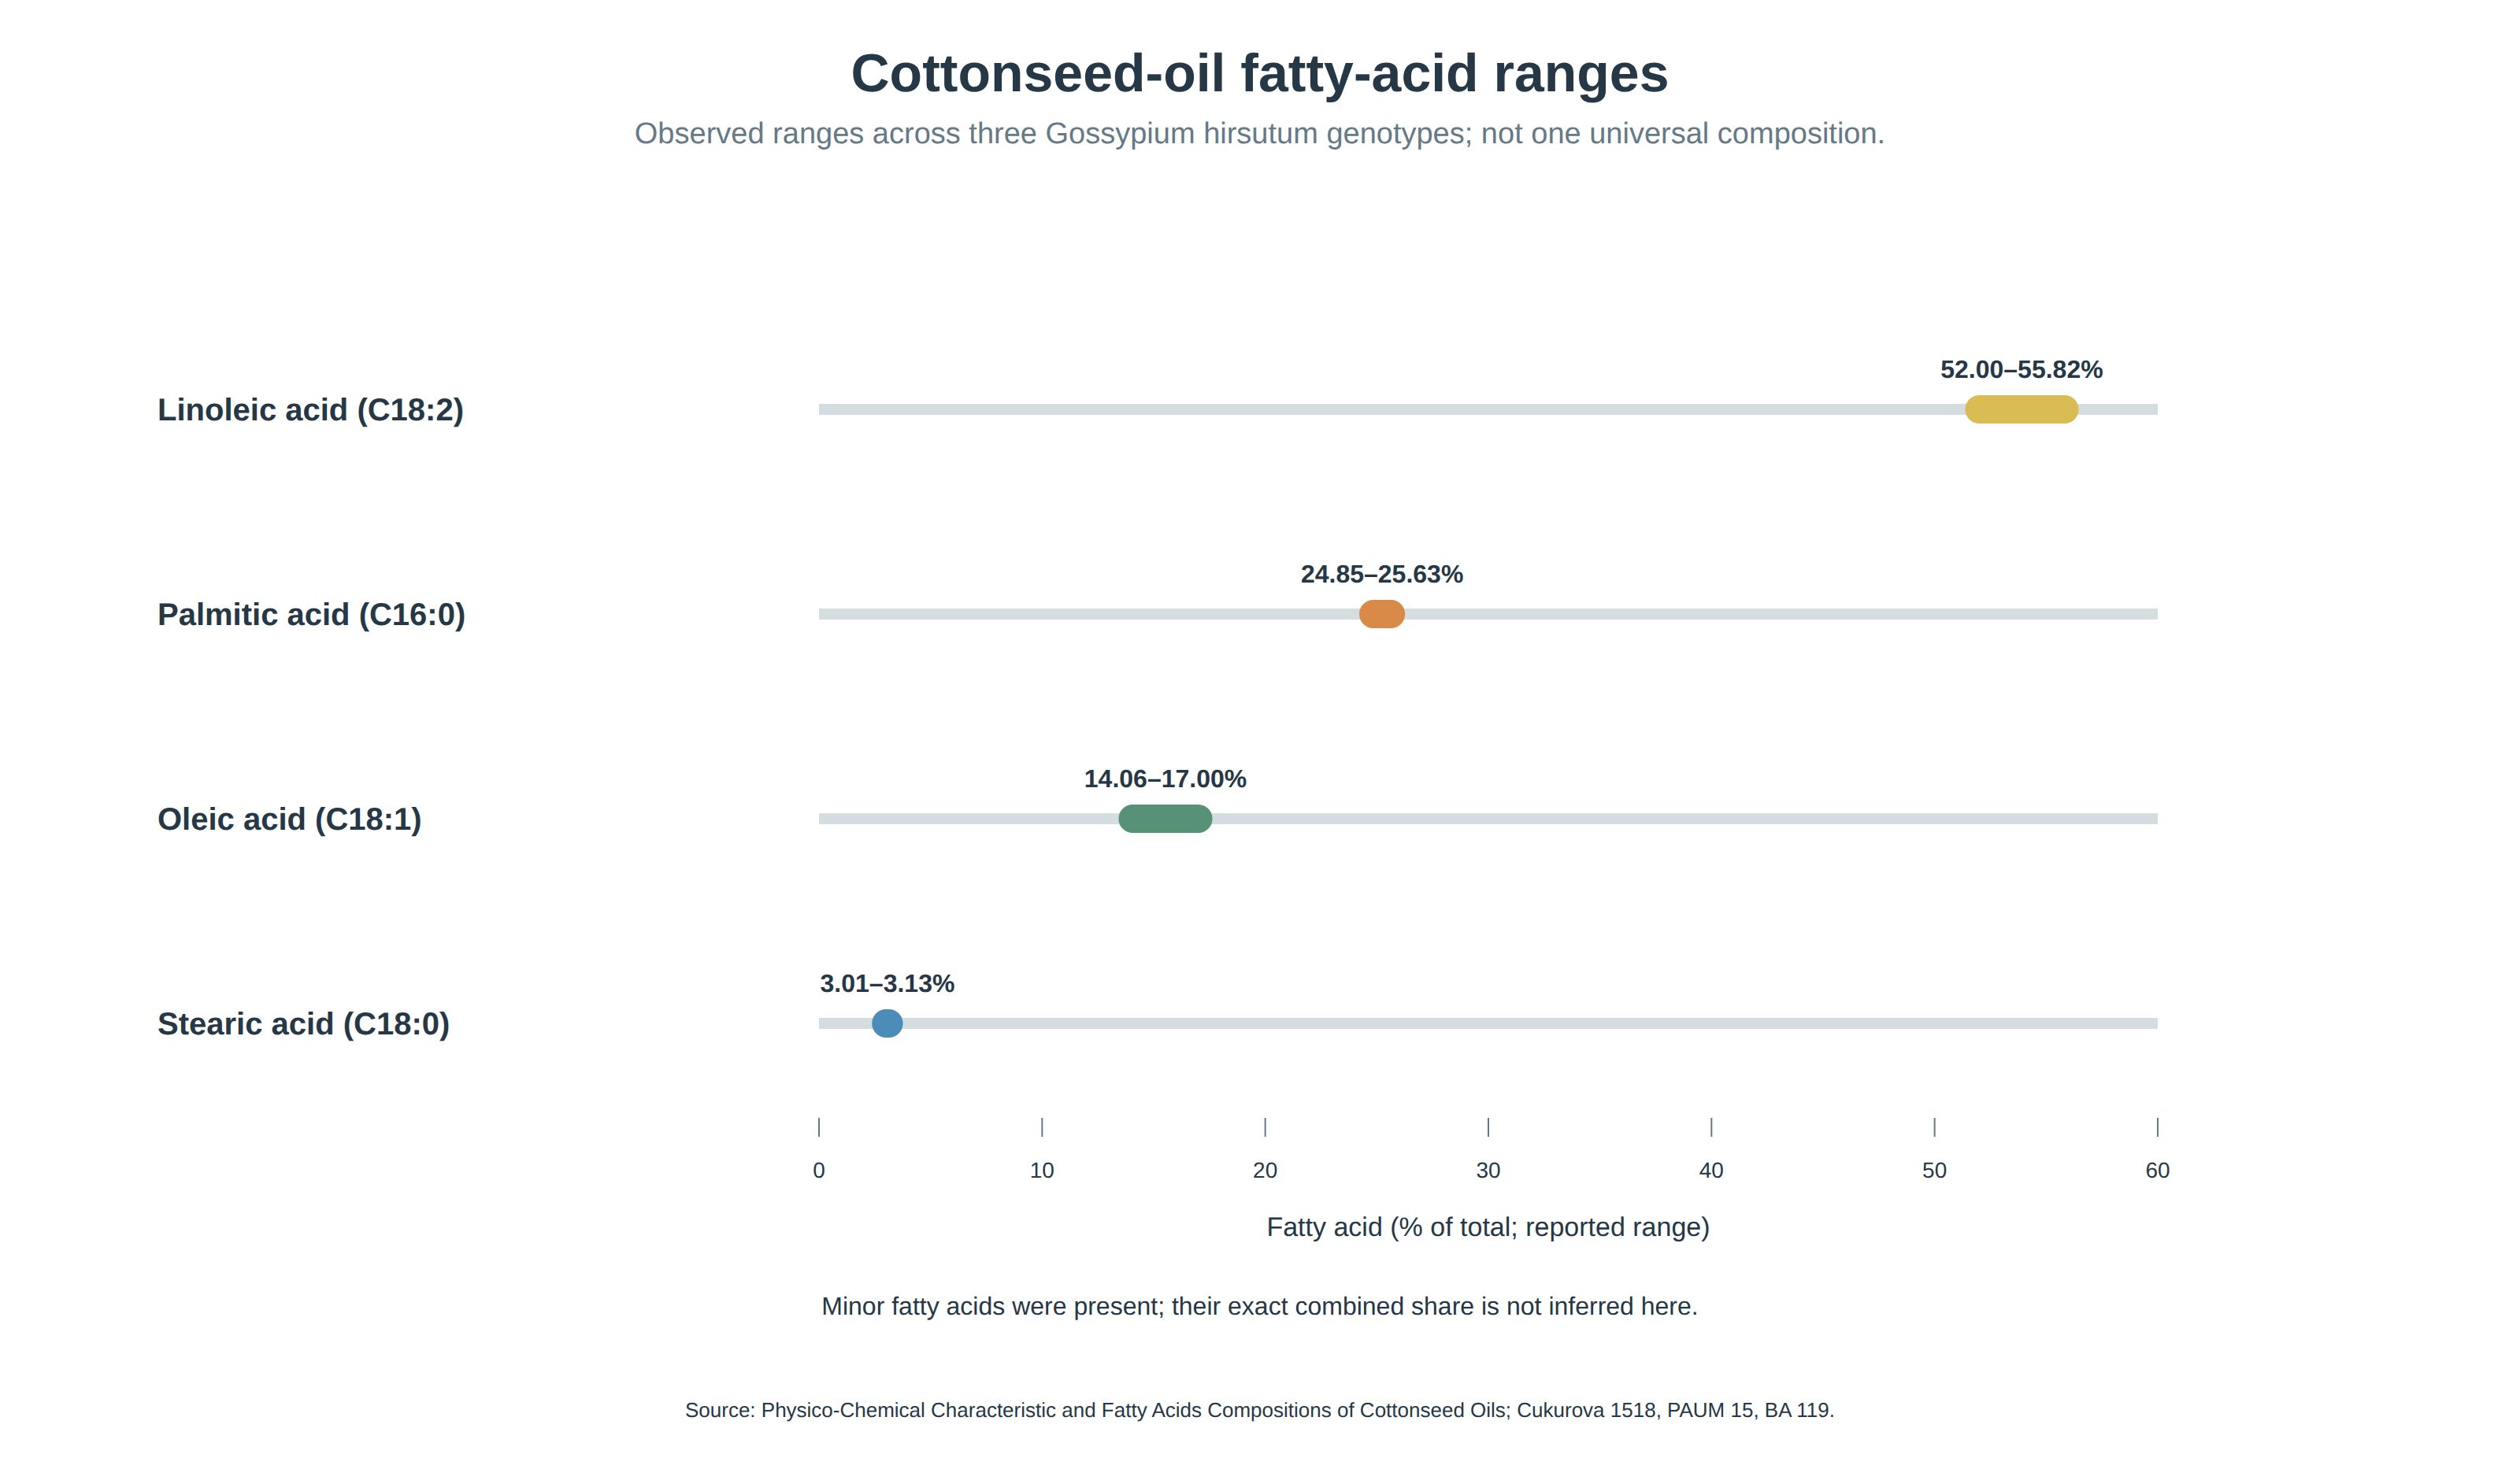 Cottonseed-oil fatty-acid ranges
Observed ranges across three Gossypium hirsutum genotypes; not one universal composition.
52.00–55.82%
Linoleic acid (C18:2)
24.85–25.63%
Palmitic acid (C16:0)
14.06–17.00%
Oleic acid (C18:1)
3.01–3.13%
Stearic acid (C18:0)
0 10 20 30 40 50 60
Fatty acid (% of total; reported range)
Minor fatty acids were present; their exact combined share is not inferred here.
Source: Physico-Chemical Characteristic and Fatty Acids Compositions of Cottonseed Oils; Cukurova 1518, PAUM 15, BA 119.